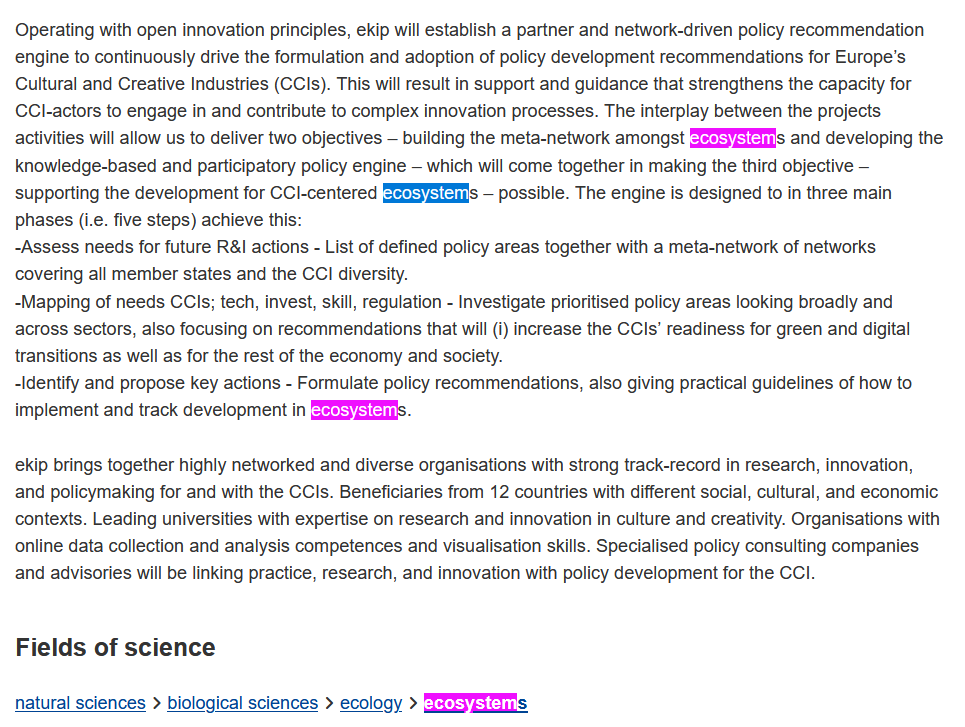 Operating with open innovation principles, ekip will establish a partner and network-driven policy recommendation
engine to continuously drive the formulation and adoption of policy development recommendations for Europe’s
Cultural and Creative Industries (CCIs). This will result in support and guidance that strengthens the capacity for
CCI-actors to engage in and contribute to complex innovation processes. The interplay between the projects
activities will allow us to deliver two objectives – building the meta-network amongst ecosystems and developing the
knowledge-based and participatory policy engine – which will come together in making the third objective –
supporting the development for CCI-centered ecosystems – possible. The engine is designed to in three main
phases (i.e. five steps) achieve this:
-Assess needs for future R&I actions - List of defined policy areas together with a meta-network of networks
covering all member states and the CCI diversity.
-Mapping of needs CCIs; tech, invest, skill, regulation - Investigate prioritised policy areas looking broadly and
across sectors, also focusing on recommendations that will (i) increase the CCIs’ readiness for green and digital
transitions as well as for the rest of the economy and society.
-Identify and propose key actions - Formulate policy recommendations, also giving practical guidelines of how to
implement and track development in ecosystems.
ekip brings together highly networked and diverse organisations with strong track-record in research, innovation,
and policymaking for and with the CCIs. Beneficiaries from 12 countries with different social, cultural, and economic
contexts. Leading universities with expertise on research and innovation in culture and creativity. Organisations with
online data collection and analysis competences and visualisation skills. Specialised policy consulting companies
and advisories will be linking practice, research, and innovation with policy development for the CCI.
Fields of science
natural sciences > biological sciences > ecology > ecosystems